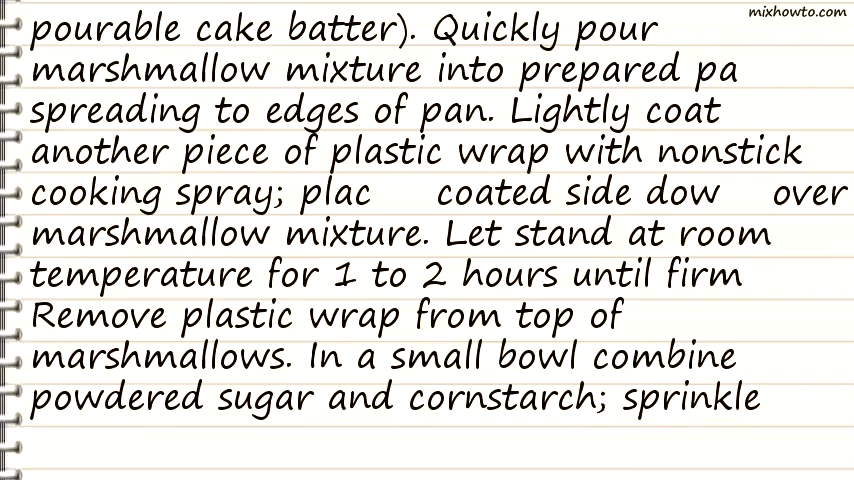 mixhowto.com
pourable cake batter). Quickly pour
marshmallow mixture into prepared pa
spreading to edges of pan. Lightly coat
another piece of plastic wrap with nonstick
cooking spray; plac coated side dow over
marshmallow mixture. Let stand at room
temperature for 1 to 2 hours until firm
Remove plastic wrap from top of
marshmallows. In a small bowl combine
powdered sugar and cornstarch; sprinkle